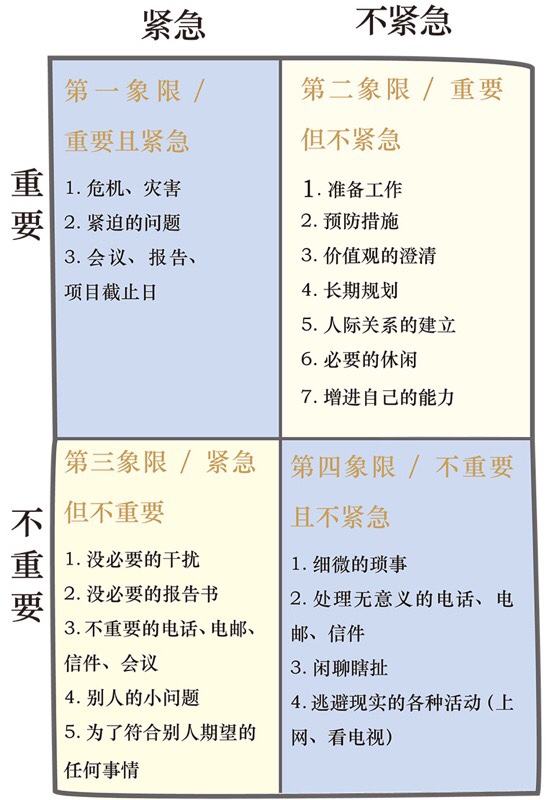 紧急
不紧急
重要
第一象限 /
重要且紧急
1. 危机、灾害
2. 紧迫的问题
3. 会议、报告、
项目截止日
第二象限 / 重要
但不紧急
1. 准备工作
2. 预防措施
3. 价值观的澄清
4. 长期规划
5. 人际关系的建立
6. 必要的休闲
7. 增进自己的能力
不重要
第三象限 / 紧急
但不重要
1. 没必要的干扰
2. 没必要的报告书
3. 不重要的电话、电邮、
信件、会议
4. 别人的小问题
5. 为了符合别人期望的
任何事情
第四象限 / 不重要
且不紧急
1. 细微的琐事
2. 处理无意义的电话、电
邮、信件
3. 闲聊瞎扯
4. 逃避现实的各种活动(上
网、看电视)